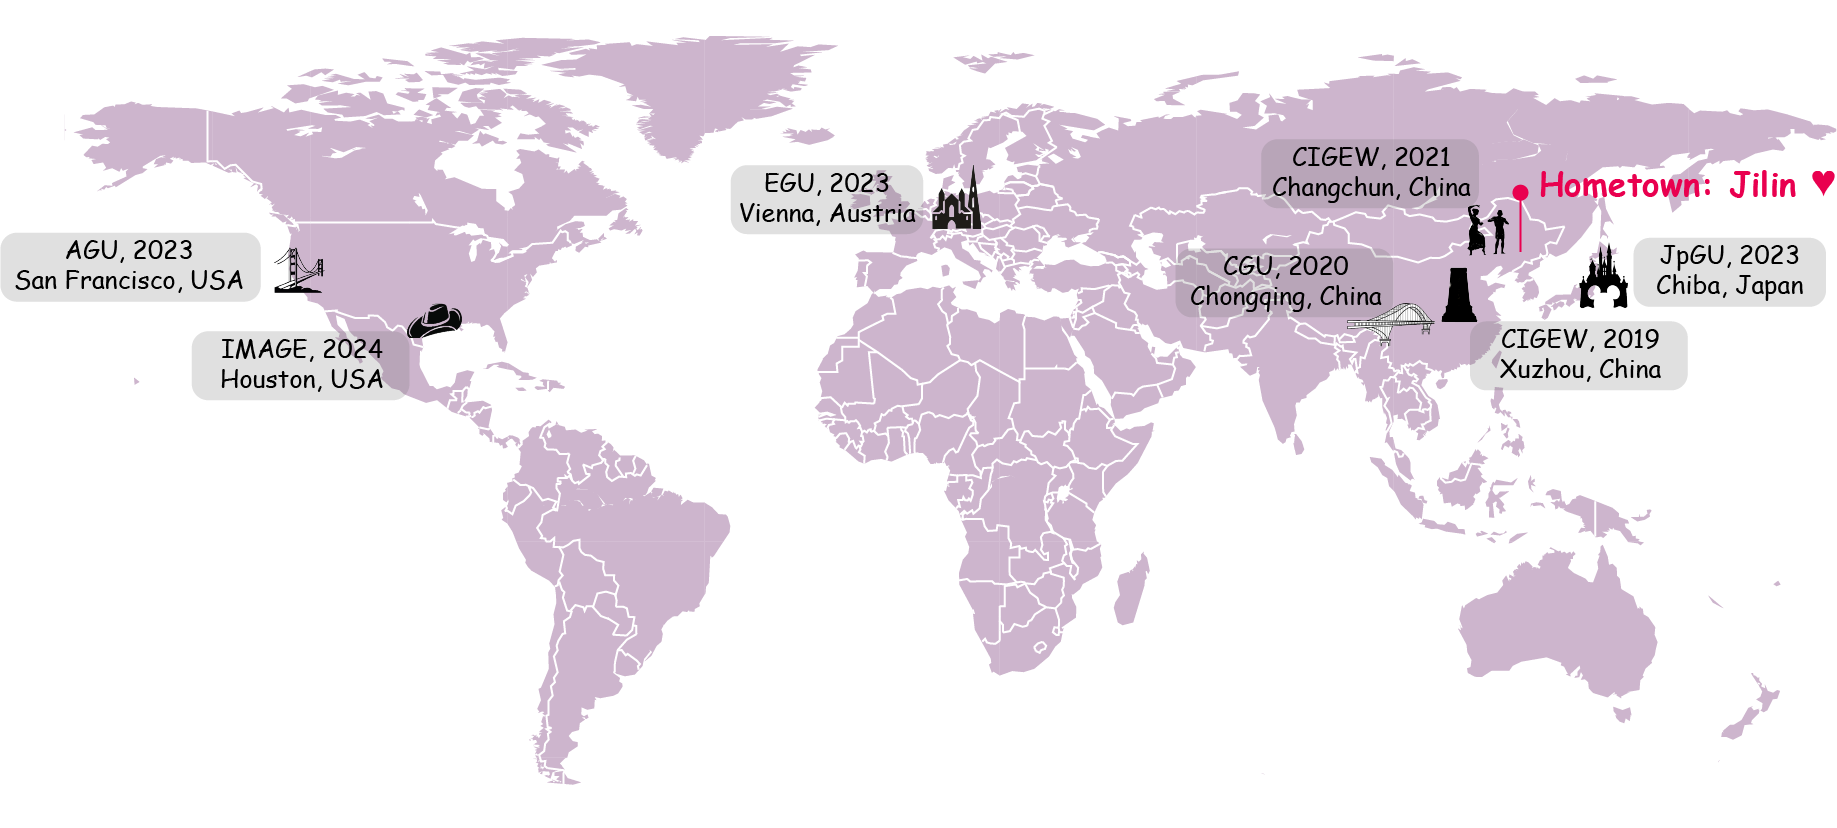 CIGEW, 2021
Changchun, China
Hometown: Jilin ♥
EGU, 2023
Vienna, Austria
AGU, 2023
San Francisco, USA
CGU, 2020
Chongqing, China
JpGU, 2023
Chiba, Japan
IMAGE, 2024
Houston, USA
CIGEW, 2019
Xuzhou, China